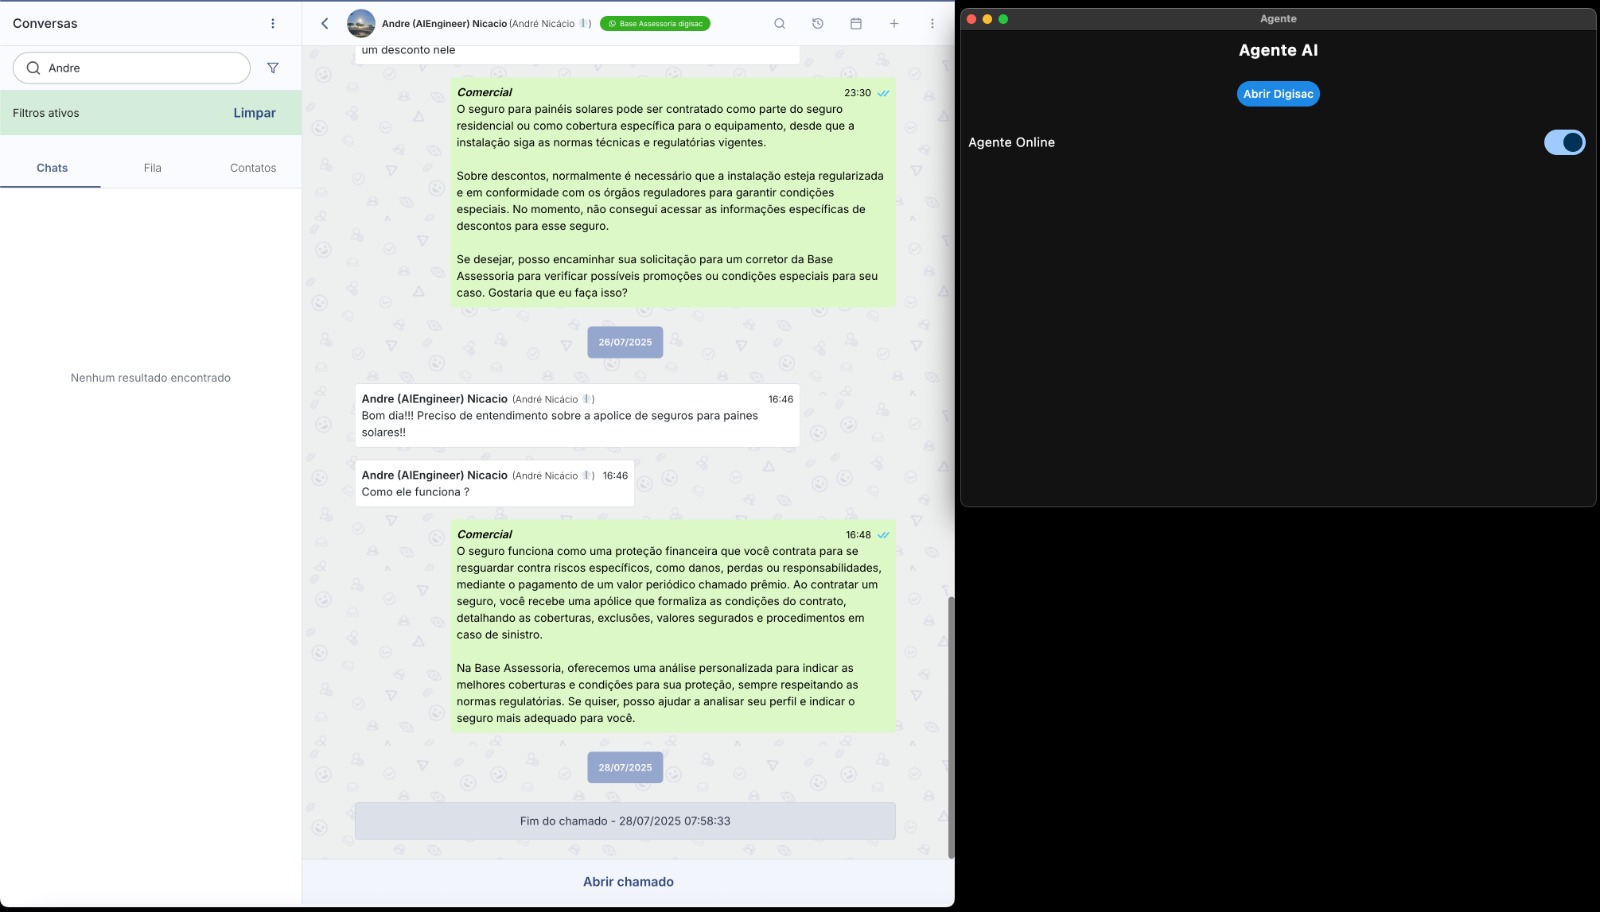 Conversas
Andre
Filtros ativos
Limpar
Chats
Fila
Contatos
Nenhum resultado encontrado
Andre (AIEngineer) Nicacio (André Nicácio )
Base Assessoria digisac
um desconto nele
Comercial
23:30
O seguro para painéis solares pode ser contratado como parte do seguro
residencial ou como cobertura específica para o equipamento, desde que a
instalação siga as normas técnicas e regulatórias vigentes.
Sobre descontos, normalmente é necessário que a instalação esteja regularizada
e em conformidade com os órgãos reguladores para garantir condições
especiais. No momento, não consegui acessar as informações específicas de
descontos para esse seguro.
Se desejar, posso encaminhar sua solicitação para um corretor da Base
Assessoria para verificar possíveis promoções ou condições especiais para seu
caso. Gostaria que eu faça isso?
26/07/2025
Andre (AIEngineer) Nicacio (André Nicácio )
16:46
Bom dia!!! Preciso de entendimento sobre a apolice de seguros para paines
solares!!
Andre (AIEngineer) Nicacio (André Nicácio )
16:46
Como ele funciona ?
Comercial
16:48
O seguro funciona como uma proteção financeira que você contrata para se
resguardar contra riscos específicos, como danos, perdas ou responsabilidades,
mediante o pagamento de um valor periódico chamado prêmio. Ao contratar um
seguro, você recebe uma apólice que formaliza as condições do contrato,
detalhando as coberturas, exclusões, valores segurados e procedimentos em
caso de sinistro.
Na Base Assessoria, oferecemos uma análise personalizada para indicar as
melhores coberturas e condições para sua proteção, sempre respeitando as
normas regulatórias. Se quiser, posso ajudar a analisar seu perfil e indicar o
seguro mais adequado para você.
28/07/2025
Fim do chamado - 28/07/2025 07:58:33
Abrir chamado
Agente
Agente AI
Abrir Digisac
Agente Online